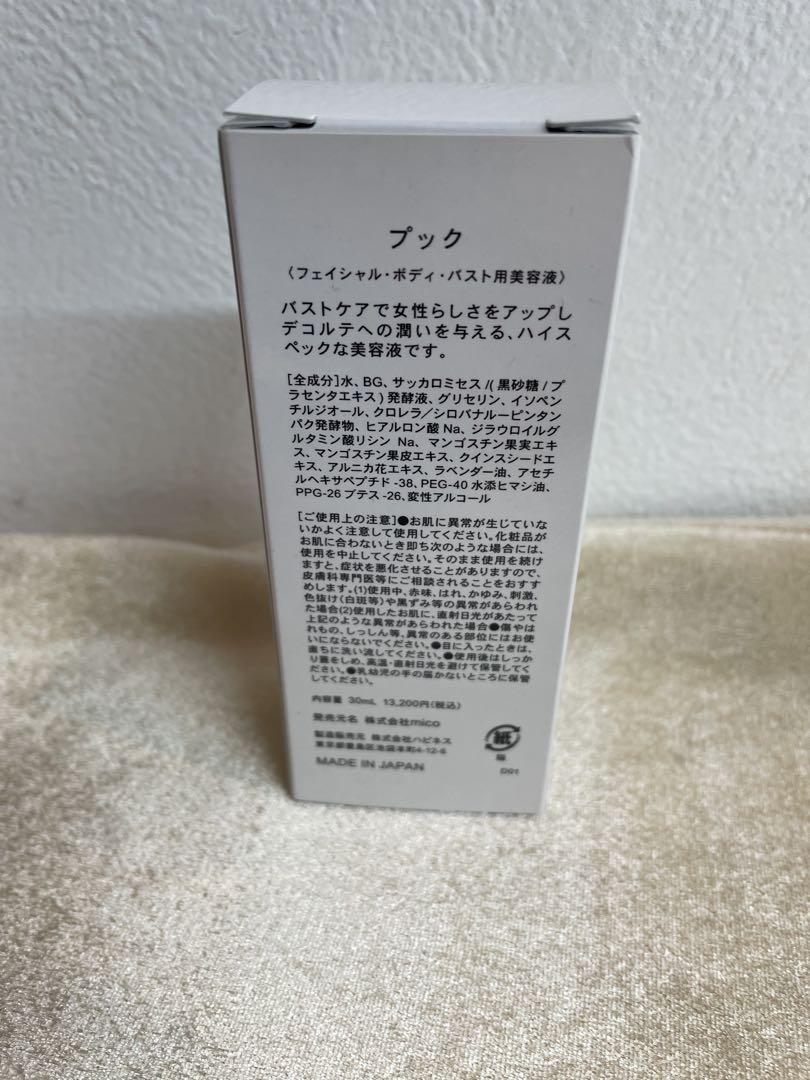 プック
〈フェイシャル・ボディ・バスト用美容液〉
バストケアで女性らしさをアップし
デコルテへの潤いを与える、ハイス
ペックな美容液です。
[全成分]水、BG、サッカロミセス/(黒砂糖/プ
ラセンタエキス)発酵液、グリセリン、イソペン
チルジオール、クロレラ／シロバナルーピンタン
パク発酵物、ヒアルロン酸Na、ジラウロイルグ
ルタミン酸リシン Na、マンゴスチン果実エキ
ス、マンゴスチン果皮エキス、クインスシードエ
キス、アルニカ花エキス、ラベンダー油、アセチ
ルヘキサペプチド-38、PEG-40水添ヒマシ油、
PPG-26ブテス-26、変性アルコール
[ご使用上の注意]●お肌に異常が生じていな
いかよく注意して使用してください。化粧品が
お肌に合わないとき即ち次のような場合には、
使用を中止してください。そのまま使用を続け
ますと、症状を悪化させることがありますので、
皮膚科専門医等にご相談されることをおすす
めします。(1)使用中、赤味、はれ、かゆみ、刺激、
色抜け(白斑等)や黒ずみ等の異常があらわれ
た場合(2)使用したお肌に、直射日光があたって
上記のような異常があらわれた場合●傷やは
れもの、しっしん等、異常のある部位にはお使
いにならないでください。●目に入ったときは、
直ちに洗い流してください。●使用後はしっか
り蓋をしめ、高温・直射日光を避けて保管してく
ださい。●乳幼児の手の届かないところに保管
してください。
内容量 30mL 13,200円(税込)
発売元名 株式会社mico
製造販売元 株式会社ハピネス
東京都豊島区池袋本町4-12-6
MADE IN JAPAN
紙
箱
D01